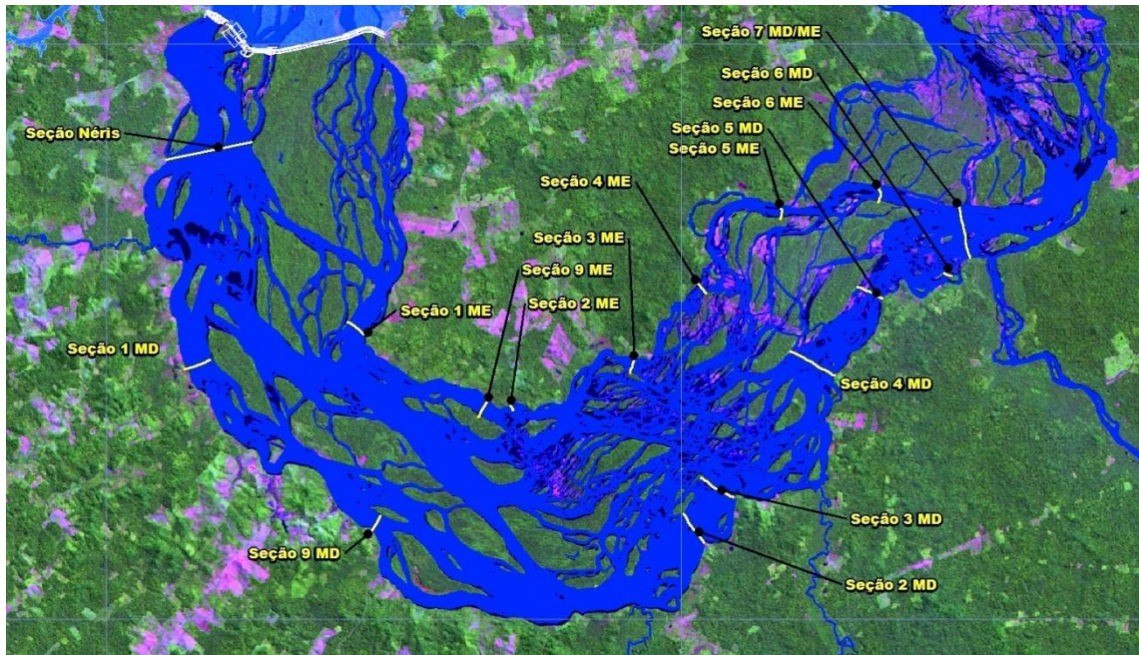 Seção 7 MD/ME
Seção 6 MD
Seção 6 ME
Seção 5 MD
Seção 5 ME
Seção Néris
Seção 4 ME
Seção 3 ME
Seção 9 ME
Seção 2 ME
Seção 1 ME
Seção 1 MD
Seção 4 MD
Seção 3 MD
Seção 9 MD
Seção 2 MD